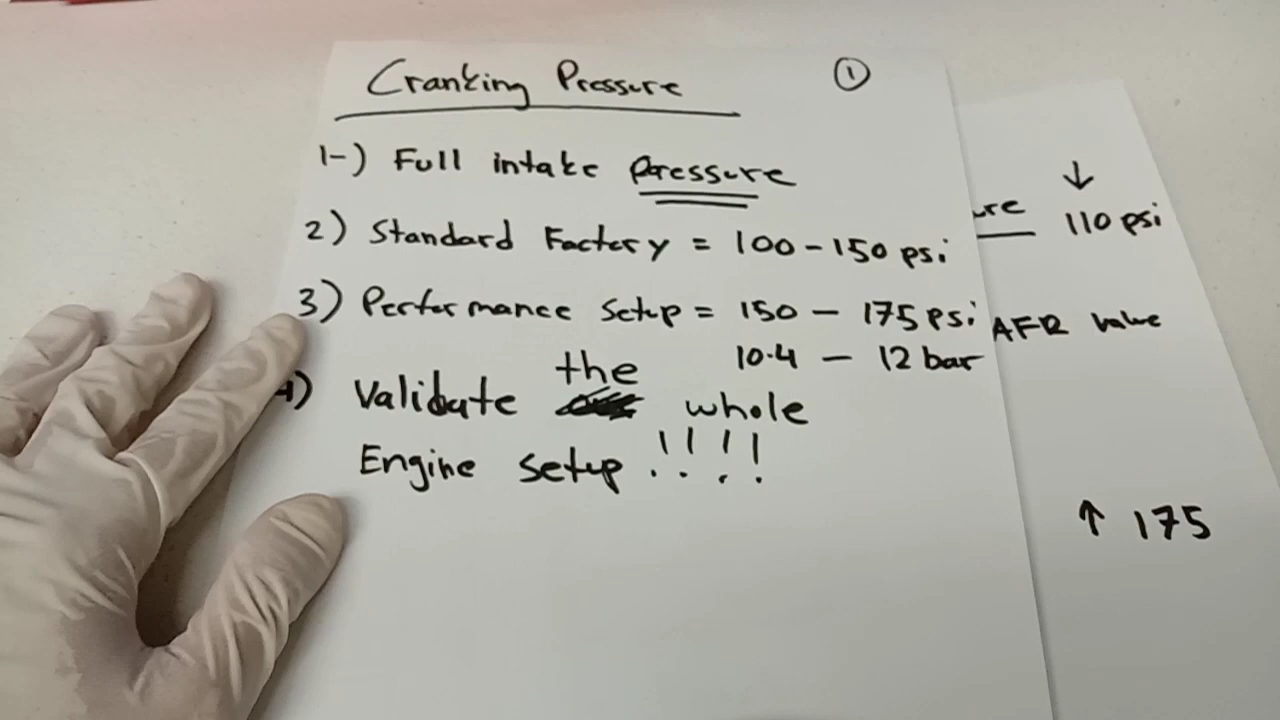 Cranking Pressure ①
1-) Full intake pressure
2) Standard Factory = 100-150 psi
3) Performance Setup = 150 - 175 psi
10.4 - 12 bar
4) Validate the whole
Engine setup !!!!
↓
ure 110 psi
AFR value
↑ 175